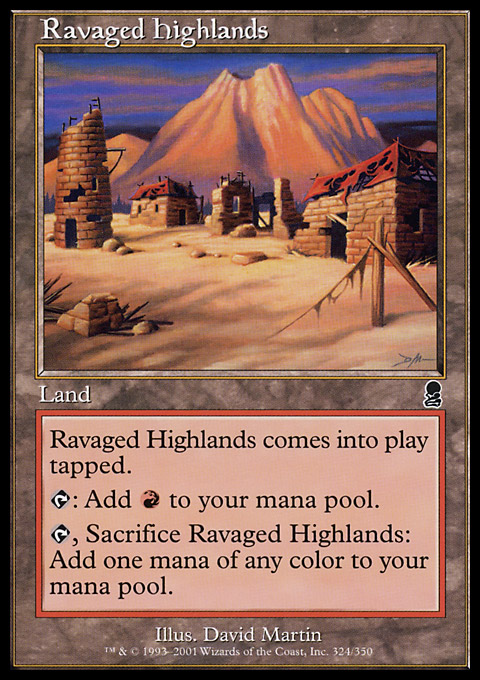 Ravaged Highlands
DM
Land
Ravaged Highlands comes into play
tapped.
: Add to your mana pool.
, Sacrifice Ravaged Highlands:
Add one mana of any color to your
mana pool.
Illus. David Martin
™ & © 1993-2001 Wizards of the Coast, Inc. 324/350